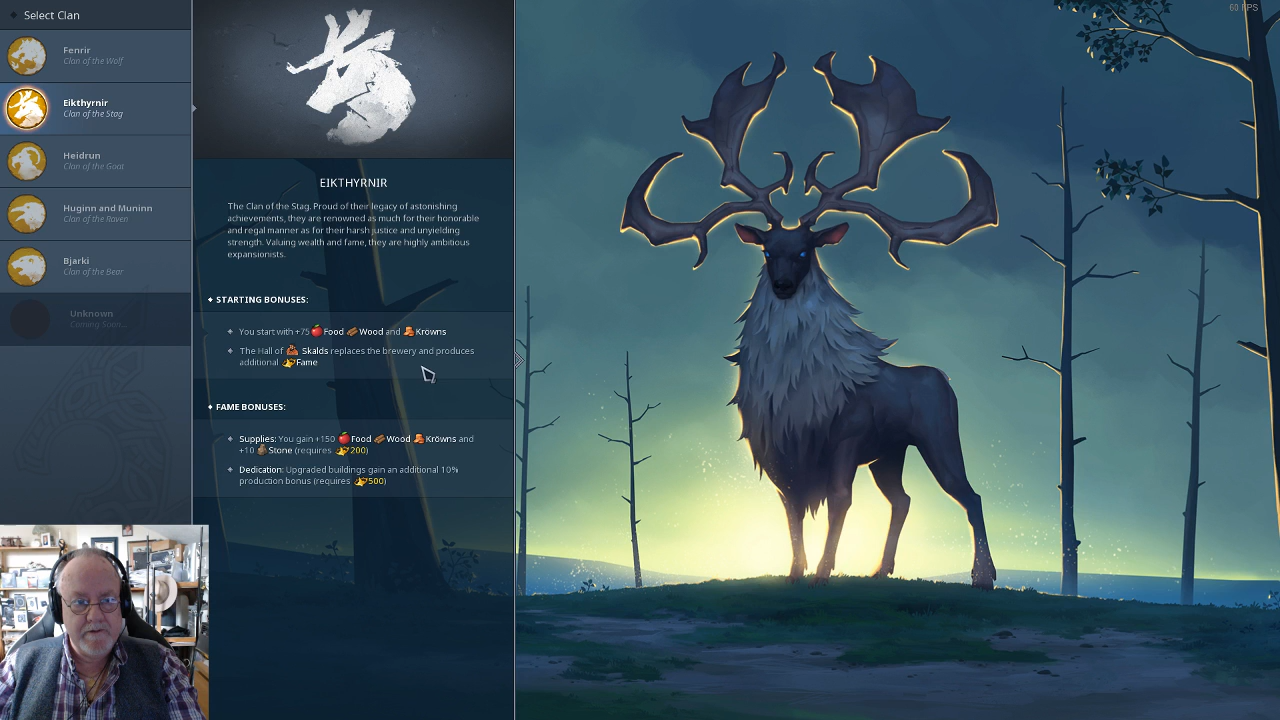 Select Clan
60 FPS
Fenrir
Clan of the Wolf
Eikthyrnir
Clan of the Stag
Heidrun
Clan of the Goat
Huginn and Muninn
Clan of the Raven
Bjarki
Clan of the Bear
Unknown
Coming Soon...
EIKTHYRNIR
The Clan of the Stag. Proud of their legacy of astonishing
achievements, they are renowned as much for their honorable
and regal manner as for their harsh justice and unyielding
strength. Valuing wealth and fame, they are highly ambitious
expansionists.
STARTING BONUSES:
You start with +75 Food Wood and Kröwns
The Hall of Skalds replaces the brewery and produces
additional Fame
FAME BONUSES:
Supplies: You gain +150 Food Wood Kröwns and
+10 Stone (requires 200)
Dedication: Upgraded buildings gain an additional 10%
production bonus (requires 500)